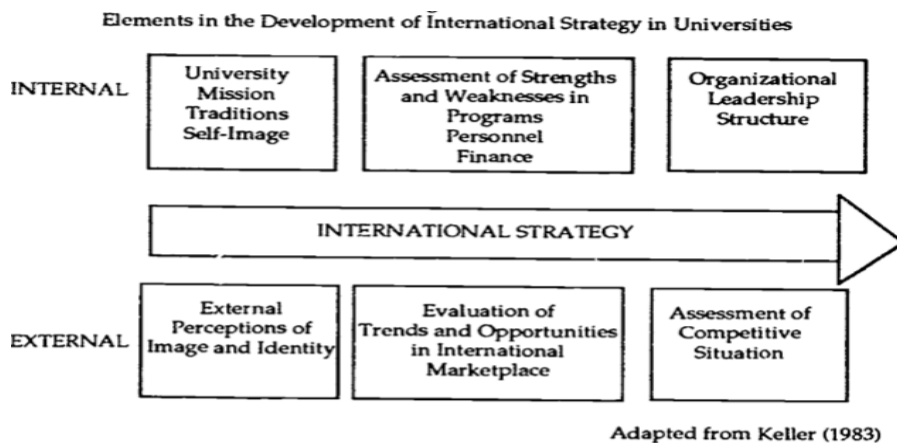 Elements in the Development of International Strategy in Universities
INTERNAL
University
Mission
Traditions
Self-Image
Assessment of Strengths
and Weaknesses in
Programs
Personnel
Finance
Organizational
Leadership
Structure
INTERNATIONAL STRATEGY
EXTERNAL
External
Perceptions of
Image and Identity
Evaluation of
Trends and Opportunities
in International
Marketplace
Assessment of
Competitive
Situation
Adapted from Keller (1983)